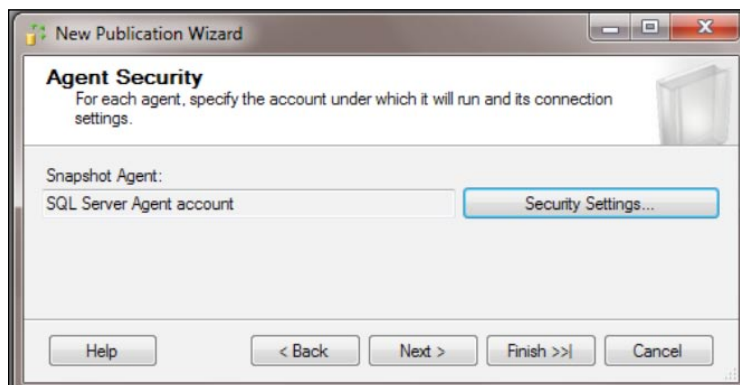 New Publication Wizard
Agent Security
For each agent, specify the account under which it will run and its connection
settings.
Snapshot Agent:
SQL Server Agent account
Security Settings...
Help
< Back
Next >
Finish >>|
Cancel